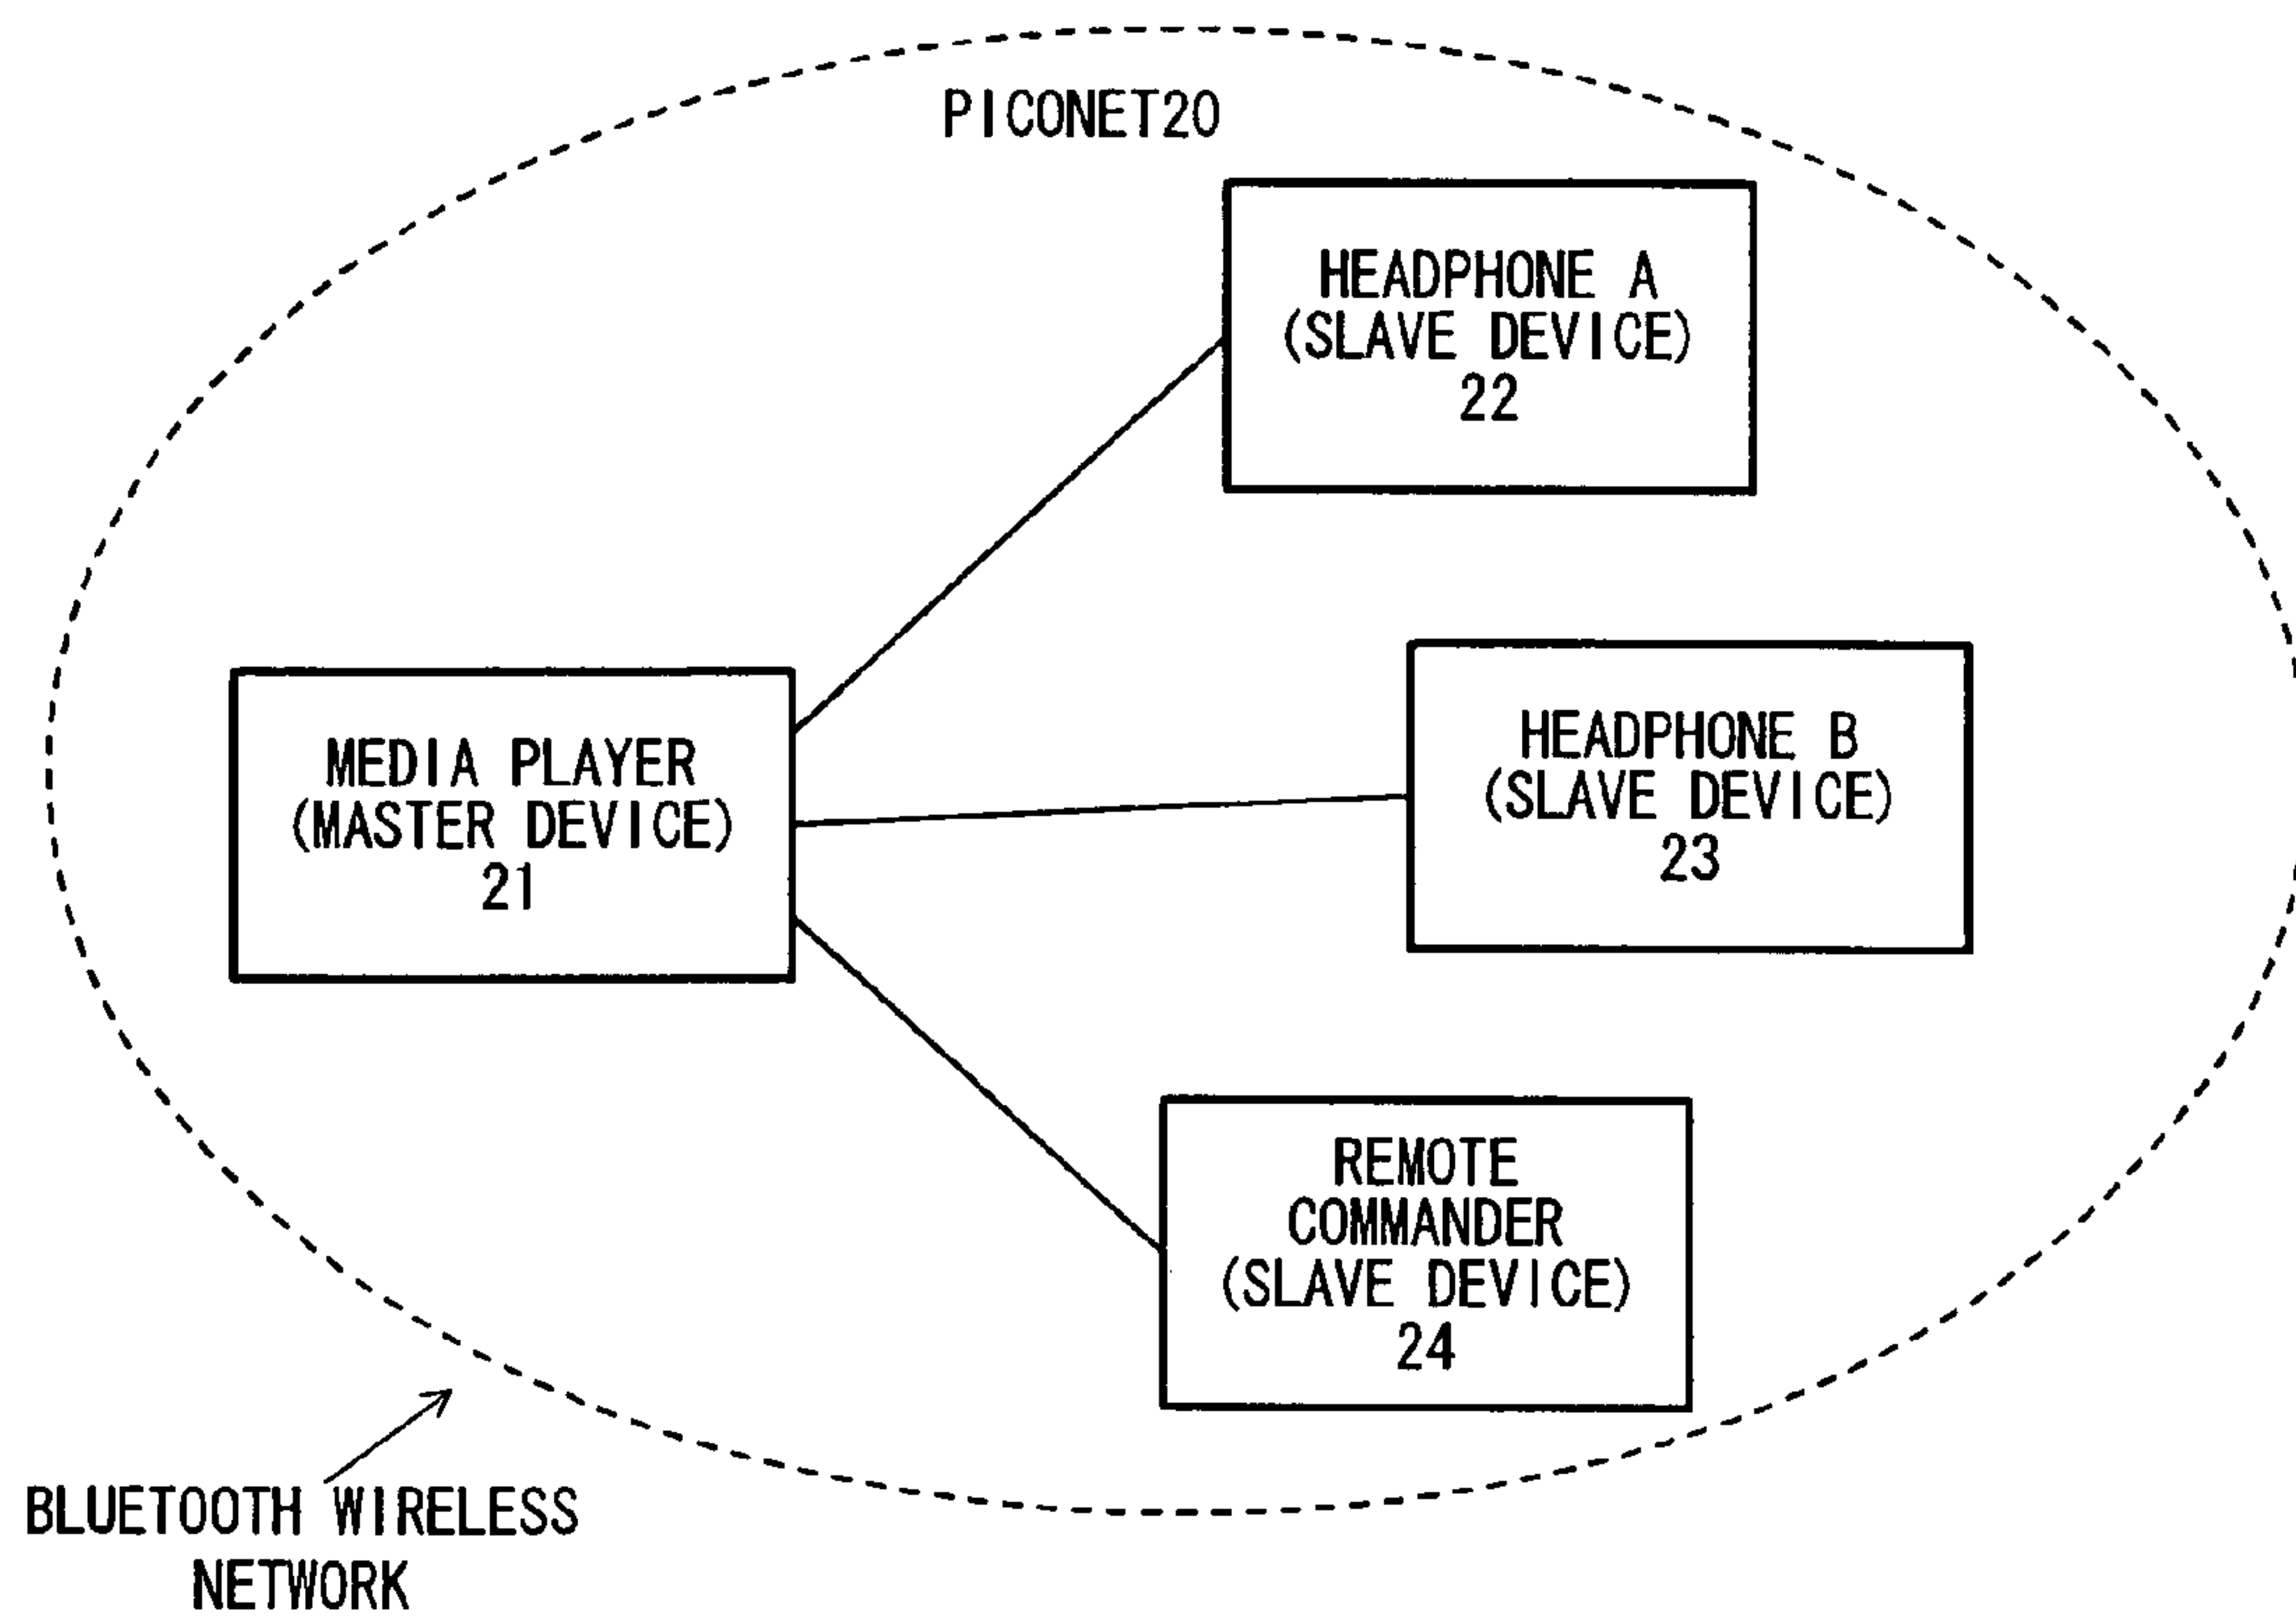 PICONET20
HEADPHONE A
(SLAVE DEVICE)
22
HEADPHONE B
(SLAVE DEVICE)
23
MEDIA PLAYER
(MASTER DEVICE)
21
REMOTE
COMMANDER
(SLAVE DEVICE)
24
BLUETOOTH WIRELESS
NETWORK